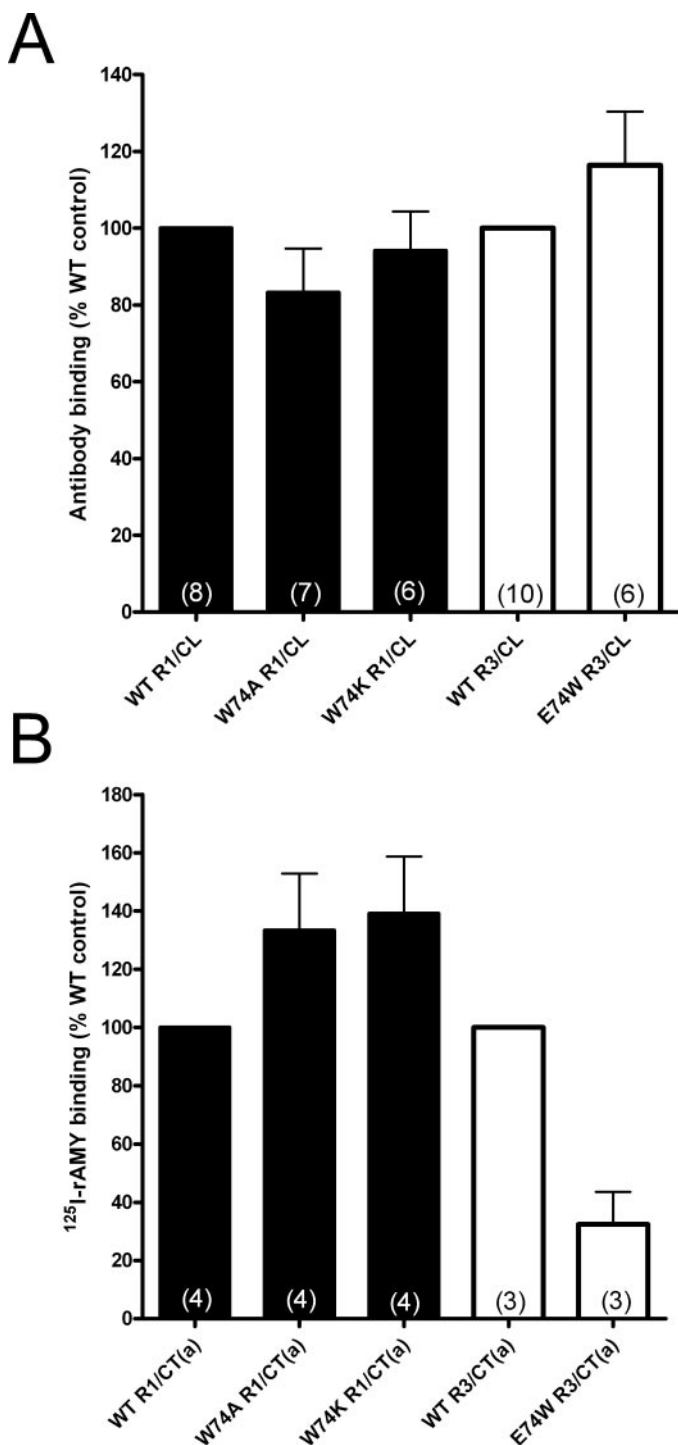 A
Antibody binding (% WT control)
140
120
100
80
60
40
20
0
(8)
(7)
(6)
(10)
(6)
WT R1/CL
W74A R1/CL
W74K R1/CL
WT R3/CL
E74W R3/CL
B
¹²⁵I-rAMY binding (% WT control)
180
160
140
120
100
80
60
40
20
0
(4)
(4)
(4)
(3)
(3)
WT R1/CT(a)
W74A R1/CT(a)
W74K R1/CT(a)
WT R3/CT(a)
E74W R3/CT(a)